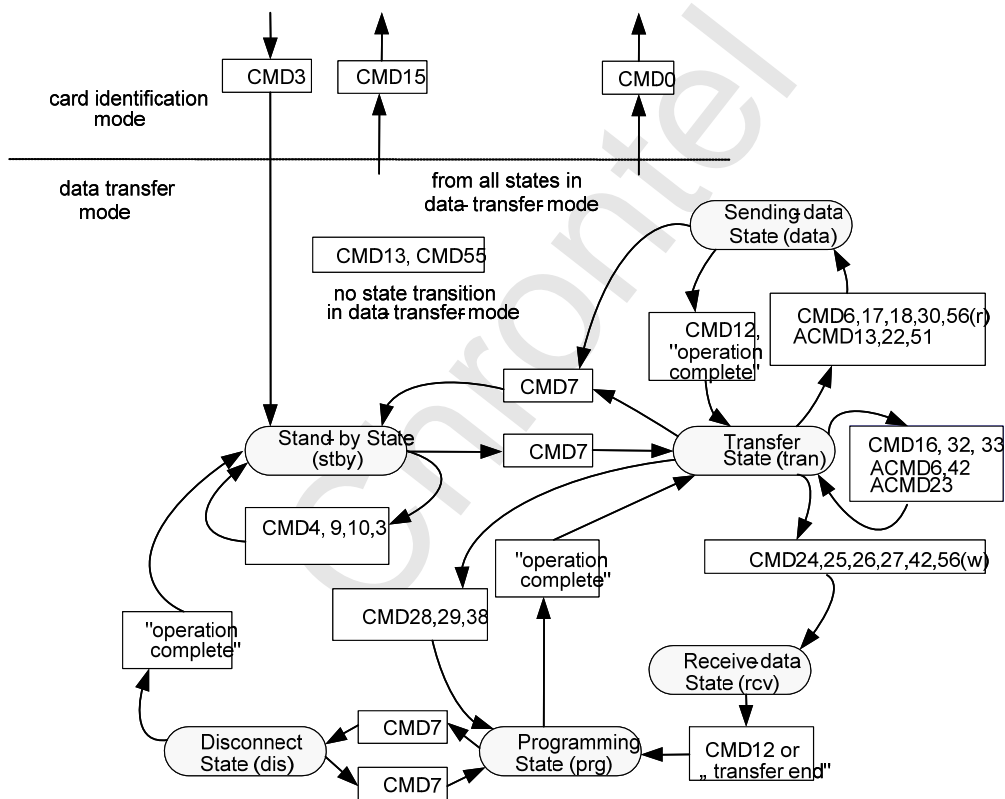 CMD3
CMD15
CMD0
card identification
mode
data transfer
mode
from all states in
data-transfer-mode
Sending-data
State (data)
CMD13, CMD55
no state transition
in data-transfer-mode
CMD12,
"operation
complete"
CMD6,17,18,30,56(r)
ACMD13,22,51
CMD7
Stand-by State
(stby)
CMD7
Transfer
State (tran)
CMD16, 32, 33
ACMD6,42
ACMD23
CMD4, 9,10,3
"operation
complete"
CMD24,25,26,27,42,56(w)
CMD28,29,38
"operation
complete"
Receive-data
State (rcv)
Disconnect
State (dis)
CMD7
CMD7
Programming
State (prg)
CMD12 or
„ transfer end"
Chrontel